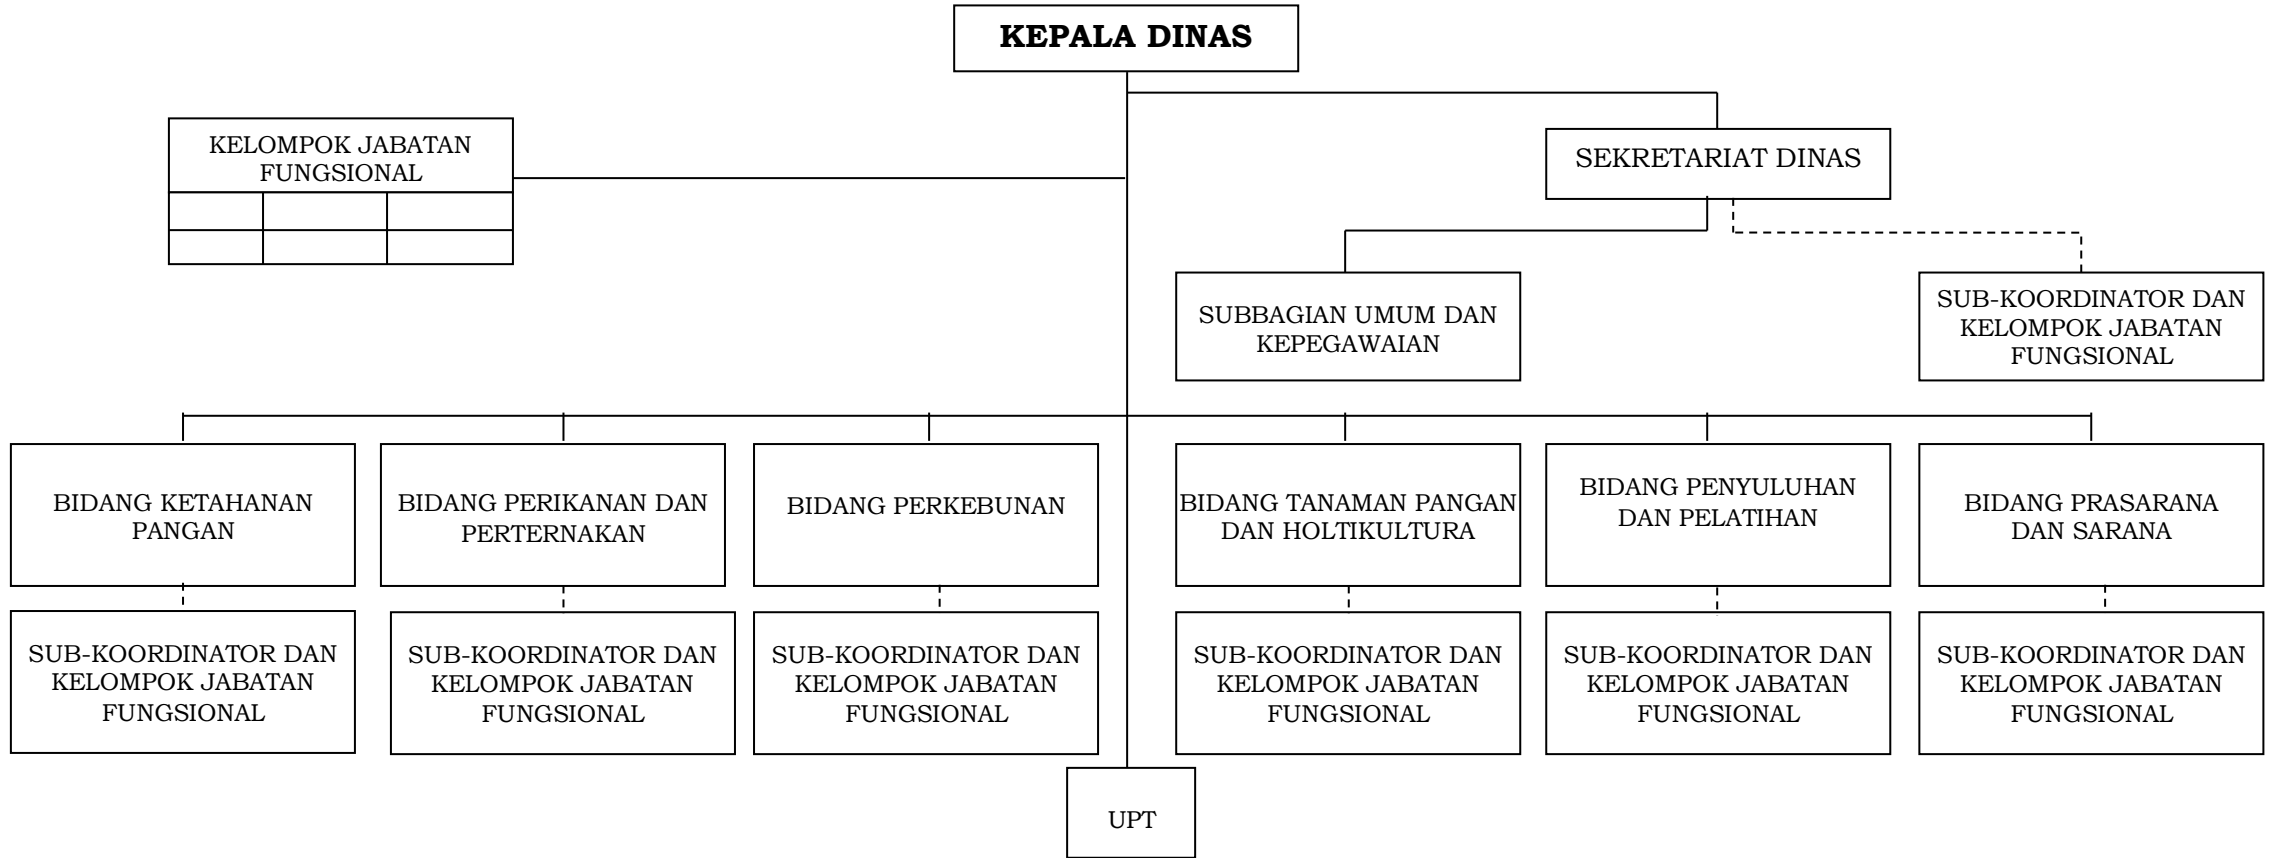 KEPALA DINAS
KELOMPOK JABATAN
FUNGSIONAL
SEKRETARIAT DINAS
SUBBAGIAN UMUM DAN
KEPEGAWAIAN
SUB-KOORDINATOR DAN
KELOMPOK JABATAN
FUNGSIONAL
BIDANG KETAHANAN
PANGAN
BIDANG PERIKANAN DAN
PERTERNAKAN
BIDANG PERKEBUNAN
BIDANG TANAMAN PANGAN
DAN HOLTIKULTURA
BIDANG PENYULUHAN
DAN PELATIHAN
BIDANG PRASARANA
DAN SARANA
SUB-KOORDINATOR DAN
KELOMPOK JABATAN
FUNGSIONAL
SUB-KOORDINATOR DAN
KELOMPOK JABATAN
FUNGSIONAL
SUB-KOORDINATOR DAN
KELOMPOK JABATAN
FUNGSIONAL
SUB-KOORDINATOR DAN
KELOMPOK JABATAN
FUNGSIONAL
SUB-KOORDINATOR DAN
KELOMPOK JABATAN
FUNGSIONAL
SUB-KOORDINATOR DAN
KELOMPOK JABATAN
FUNGSIONAL
UPT